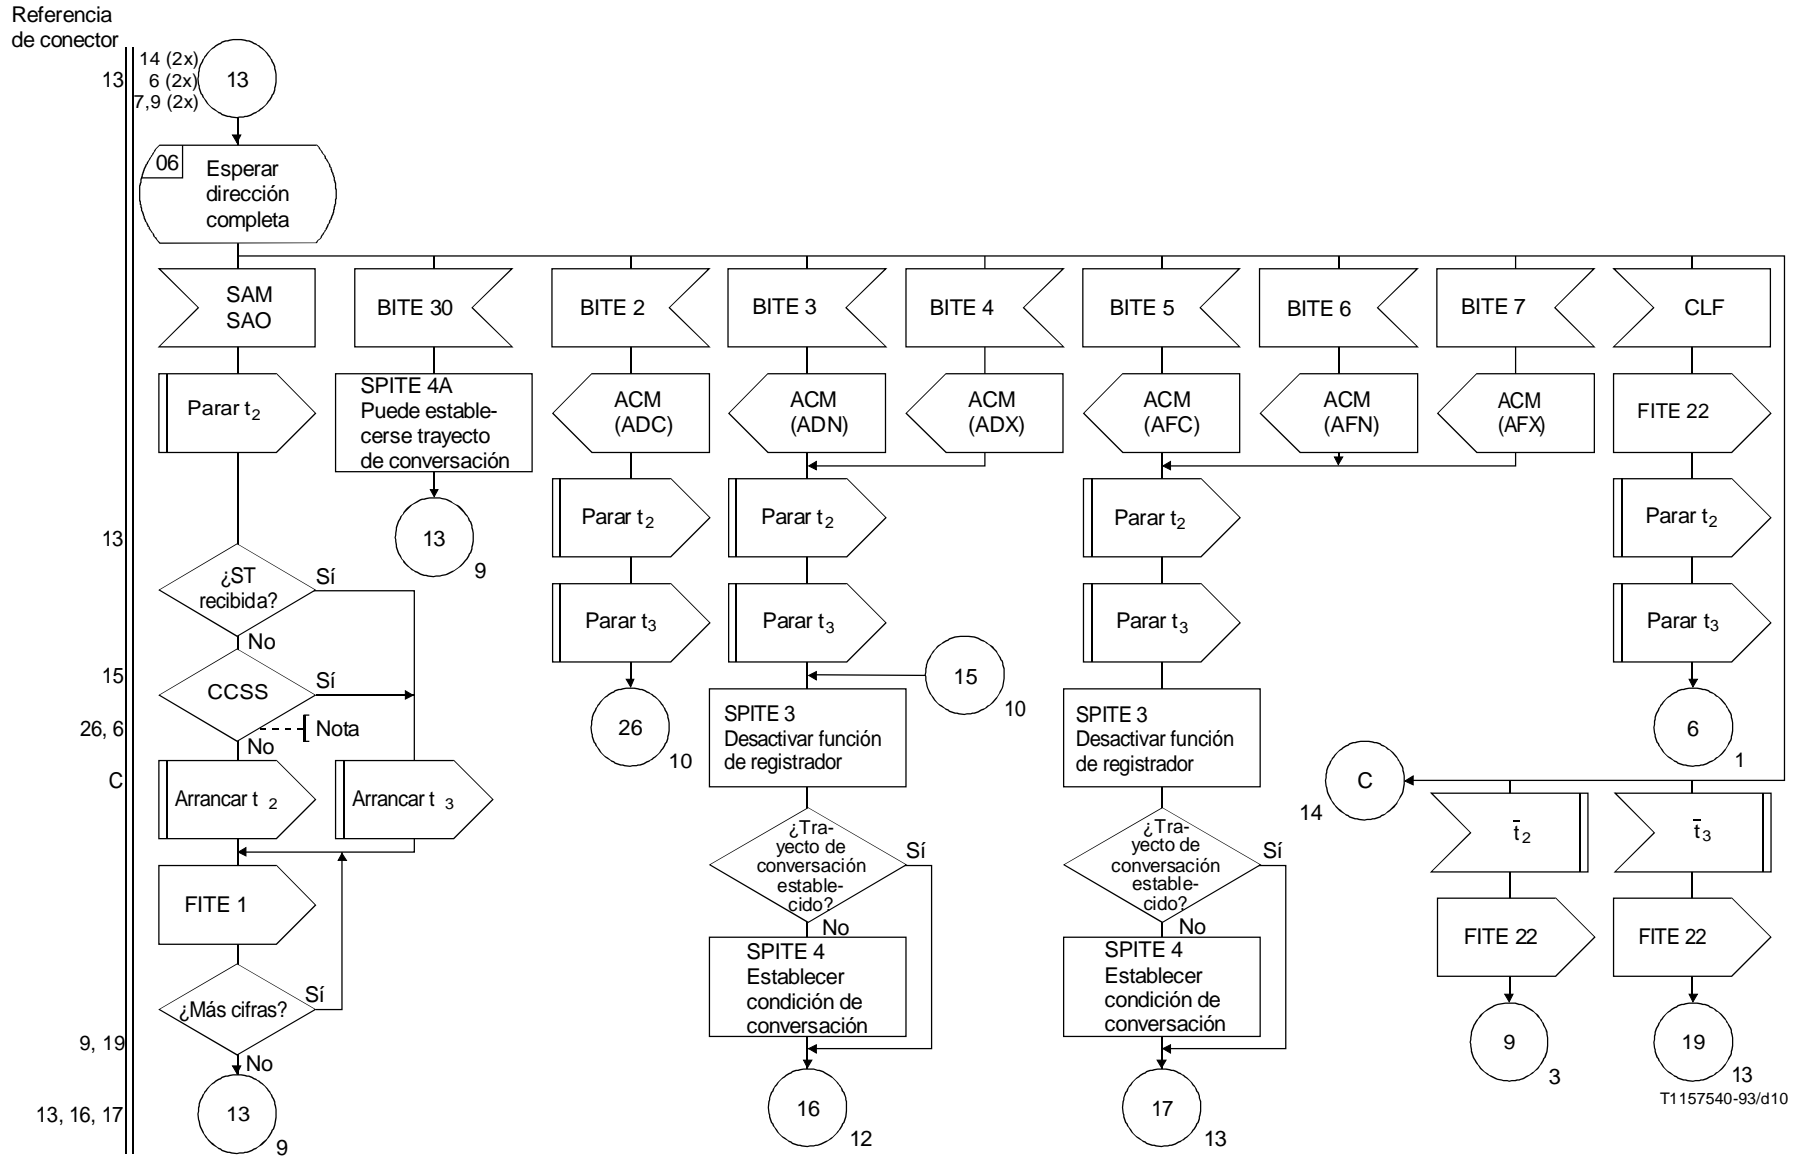 Referencia
de conector
13
14 (2x)
6 (2x)
7,9 (2x)
13
06
Esperar
dirección
completa
SAM
SAO
BITE 30
BITE 2
BITE 3
BITE 4
BITE 5
BITE 6
BITE 7
CLF
Parar t2
SPITE 4A
Puede estable-
cerse trayecto
de conversación
ACM
(ADC)
ACM
(ADN)
ACM
(ADX)
ACM
(AFC)
ACM
(AFN)
ACM
(AFX)
FITE 22
13
13
9
Parar t2
Parar t2
Parar t2
Parar t2
¿ST
recibida?
Sí
No
Parar t3
Parar t3
Parar t3
Parar t3
15
CCSS
Sí
Nota
No
26, 6
26
10
15
10
SPITE 3
Desactivar función
de registrador
SPITE 3
Desactivar función
de registrador
6
1
C
Arrancar t 2
Arrancar t 3
C
14
t̅2
t̅3
¿Tra-
yecto de
conversación
estable-
cido?
Sí
No
¿Tra-
yecto de
conversación
estable-
cido?
Sí
No
FITE 1
FITE 22
FITE 22
¿Más cifras?
Sí
No
SPITE 4
Establecer
condición de
conversación
SPITE 4
Establecer
condición de
conversación
9, 19
9
3
19
13
T1157540-93/d10
13, 16, 17
13
9
16
12
17
13